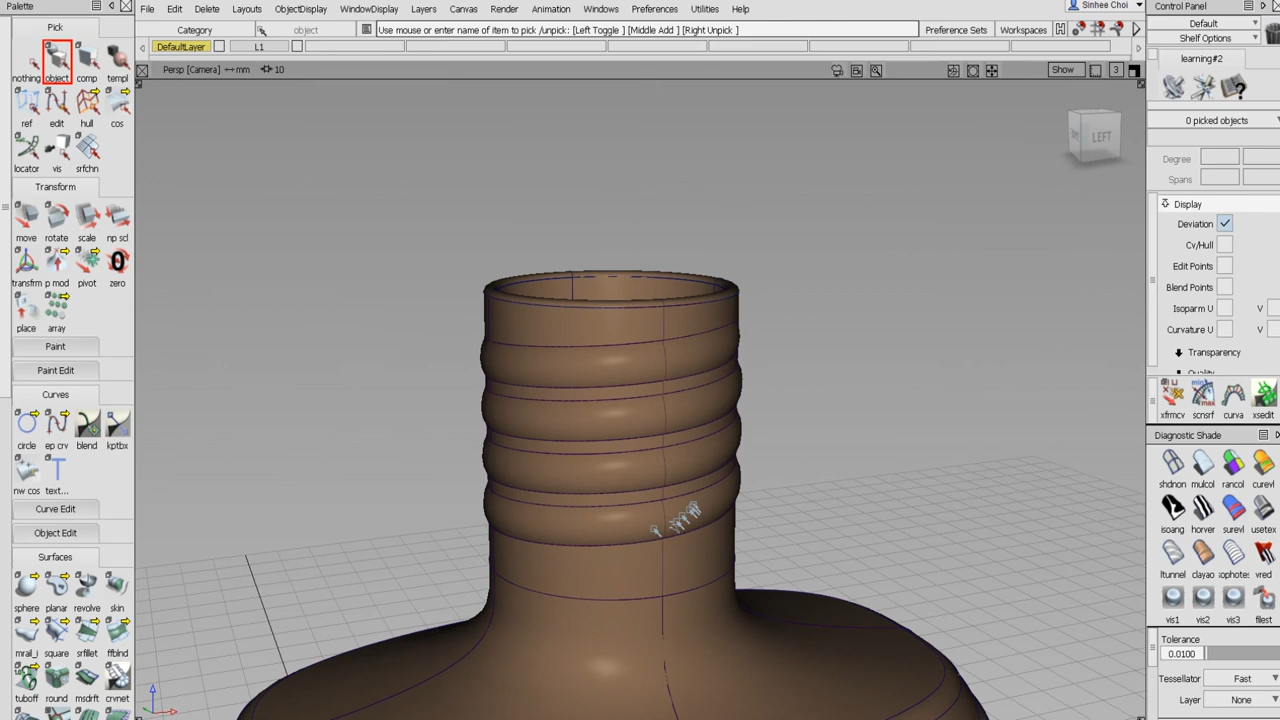 Palette
File Edit Delete Layouts ObjectDisplay WindowDisplay Layers Canvas Render Animation Windows Preferences Utilities Help
Sinhee Choi
Control Panel
Pick
Category
object
Use mouse or enter name of item to pick /unpick: [Left Toggle ] [Middle Add ] [Right Unpick ]
Preference Sets
Workspaces
Default
Shelf Options
DefaultLayer
L1
learning#2
nothing object comp templ
Persp [Camera] mm 10
Show
3
ref edit hull cos
0 picked objects
LEFT
locator vis srfchn
Degree
Spans
Transform
Display
move rotate scale np scl
Deviation
Cv/Hull
Edit Points
transfrm p mod pivot zero
Blend Points
Isoparm U V
place array
Curvature U V
Paint
Transparency
Paint Edit
Curves
xfrmcv scnsrf curva xsedit
circle ep crv blend kptbx
Diagnostic Shade
nw cos text...
shdnon mulcol rancol curevl
Curve Edit
isoang horver surevl usetex
Object Edit
Surfaces
ltunnel clayao isophotes vred
sphere planar revolve skin
vis1 vis2 vis3 filest
mrail_i square srfillet ffblnd
Tolerance
0.0100
Tessellator Fast
tuboff round msdrft crvnet
Layer None